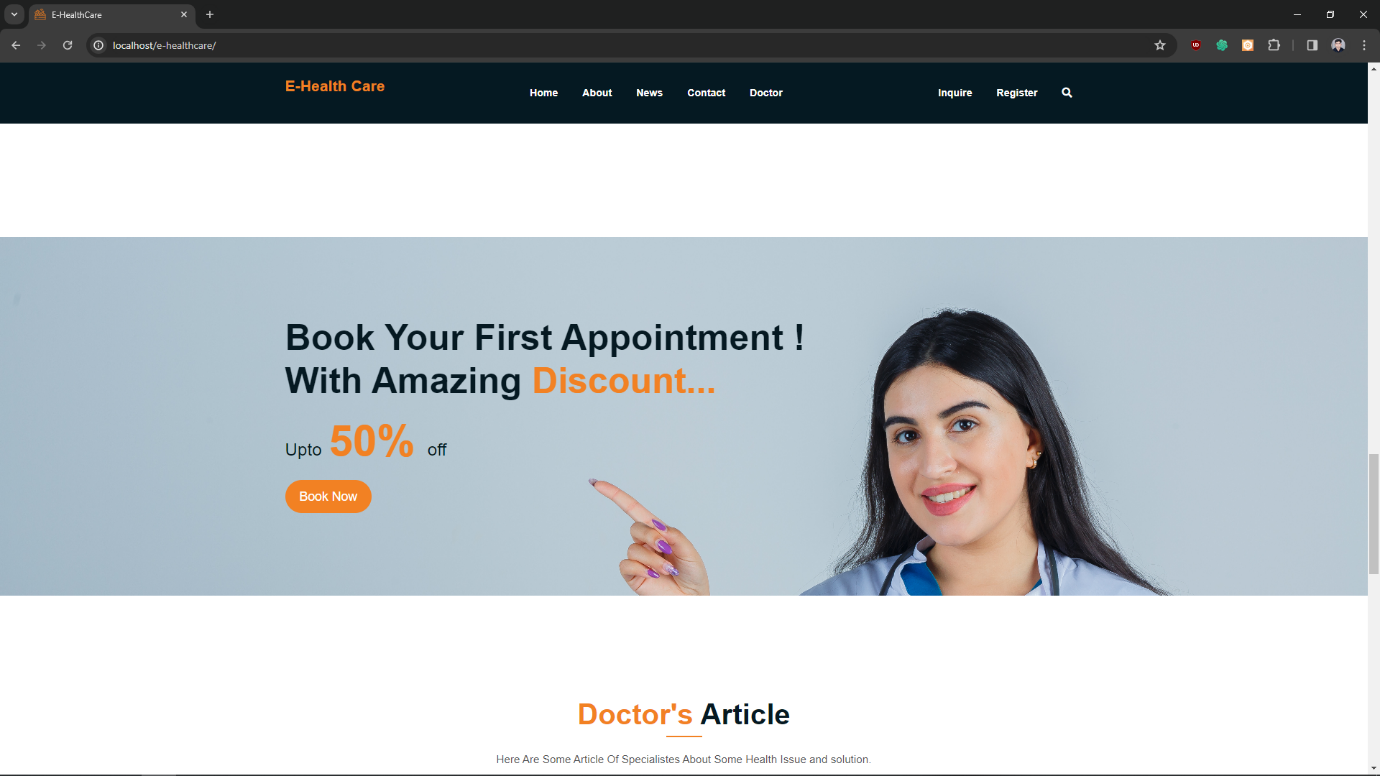 E-HealthCare
localhost/e-healthcare/
E-Health Care
Home About News Contact Doctor Inquire Register
Book Your First Appointment !
With Amazing Discount...
Upto 50% off
Book Now
Doctor's Article
Here Are Some Article Of Specialistes About Some Health Issue and solution.